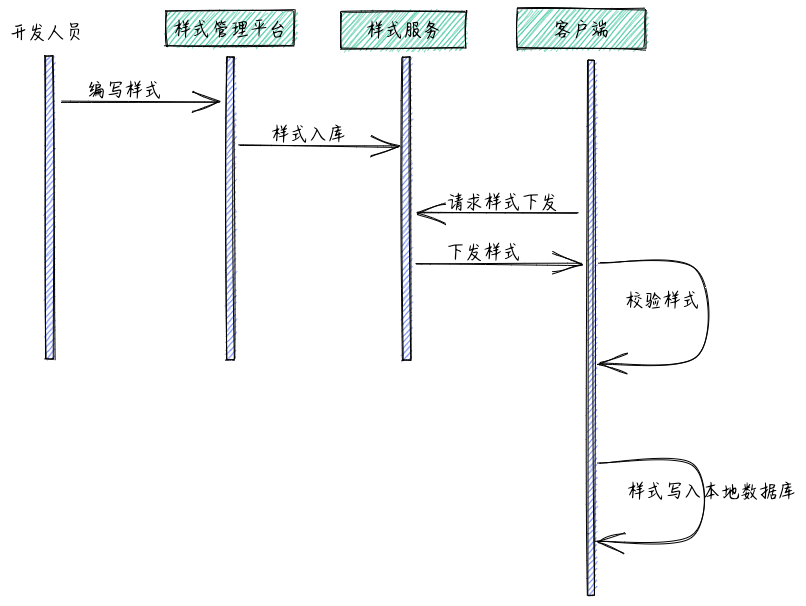 开发人员
样式管理平台
样式服务
客户端
编写样式
样式入库
请求样式下发
下发样式
校验样式
样式写入本地数据库